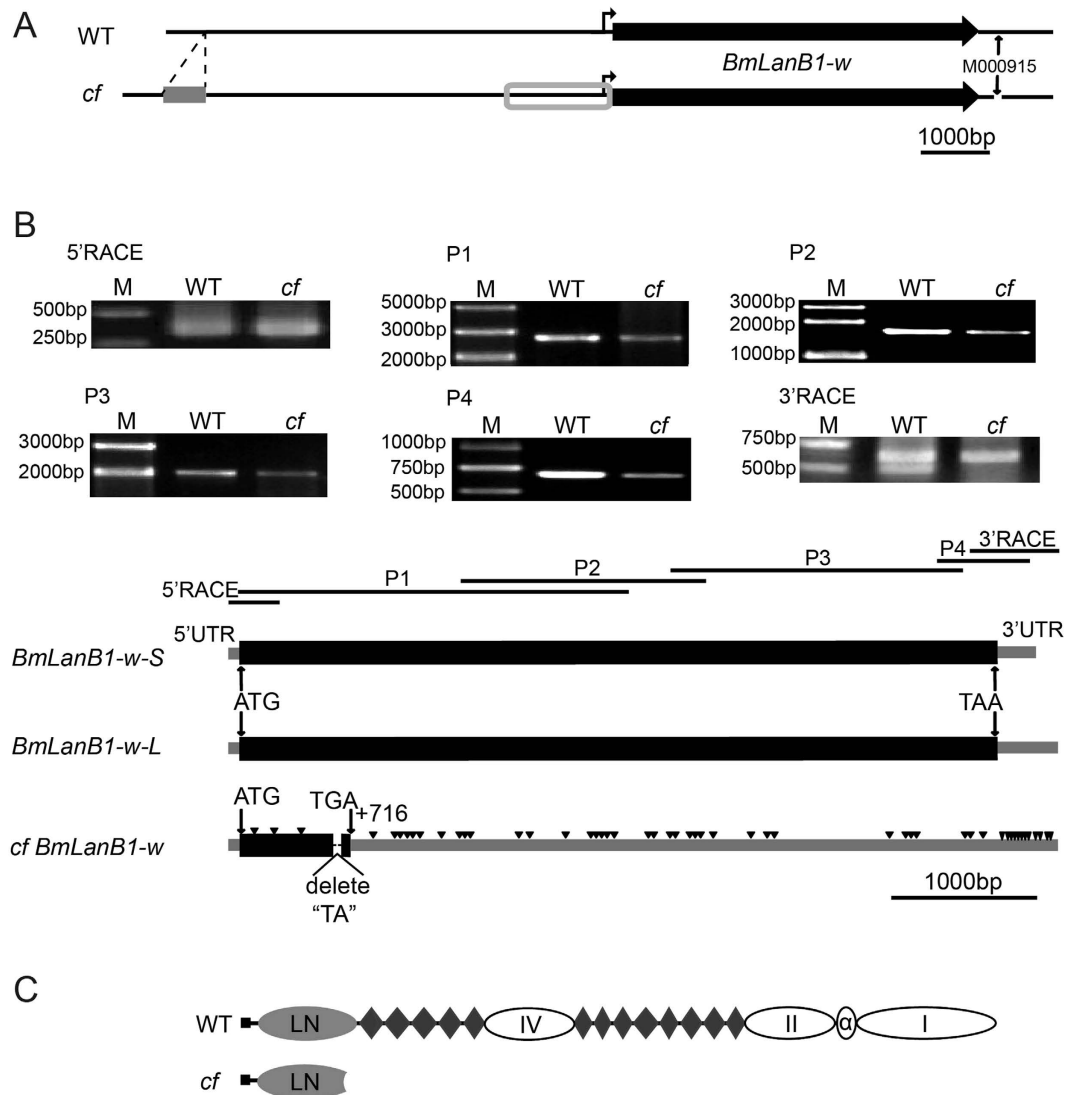 A
WT
BmLanB1-w
M000915
cf
1000bp
B
5’RACE
M WT cf
500bp
250bp
P1
M WT cf
5000bp
3000bp
2000bp
P2
M WT cf
3000bp
2000bp
1000bp
P3
M WT cf
3000bp
2000bp
P4
M WT cf
1000bp
750bp
500bp
3’RACE
M WT cf
750bp
500bp
5’RACE P1 P2 P3 P4 3’RACE
5’UTR 3’UTR
BmLanB1-w-S
ATG TAA
BmLanB1-w-L
ATG TGA +716
cf BmLanB1-w
delete
“TA”
1000bp
C
WT LN IV II α I
cf LN